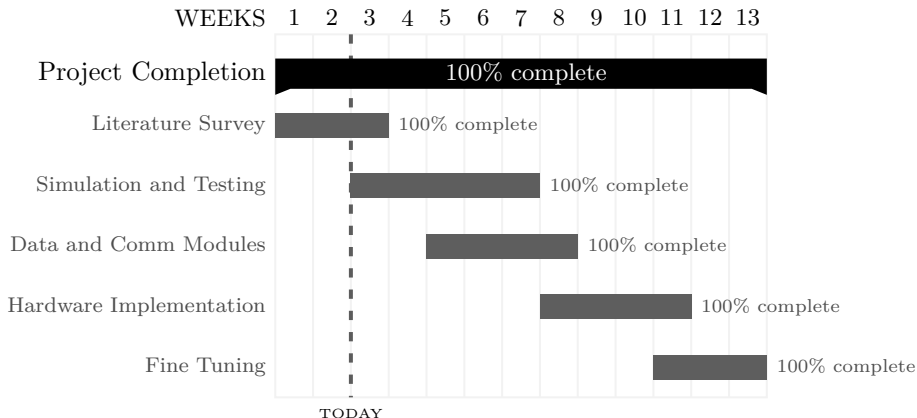 WEEKS 1 2 3 4 5 6 7 8 9 10 11 12 13
Project Completion 100% complete
Literature Survey 100% complete
Simulation and Testing 100% complete
Data and Comm Modules 100% complete
Hardware Implementation 100% complete
Fine Tuning 100% complete
TODAY